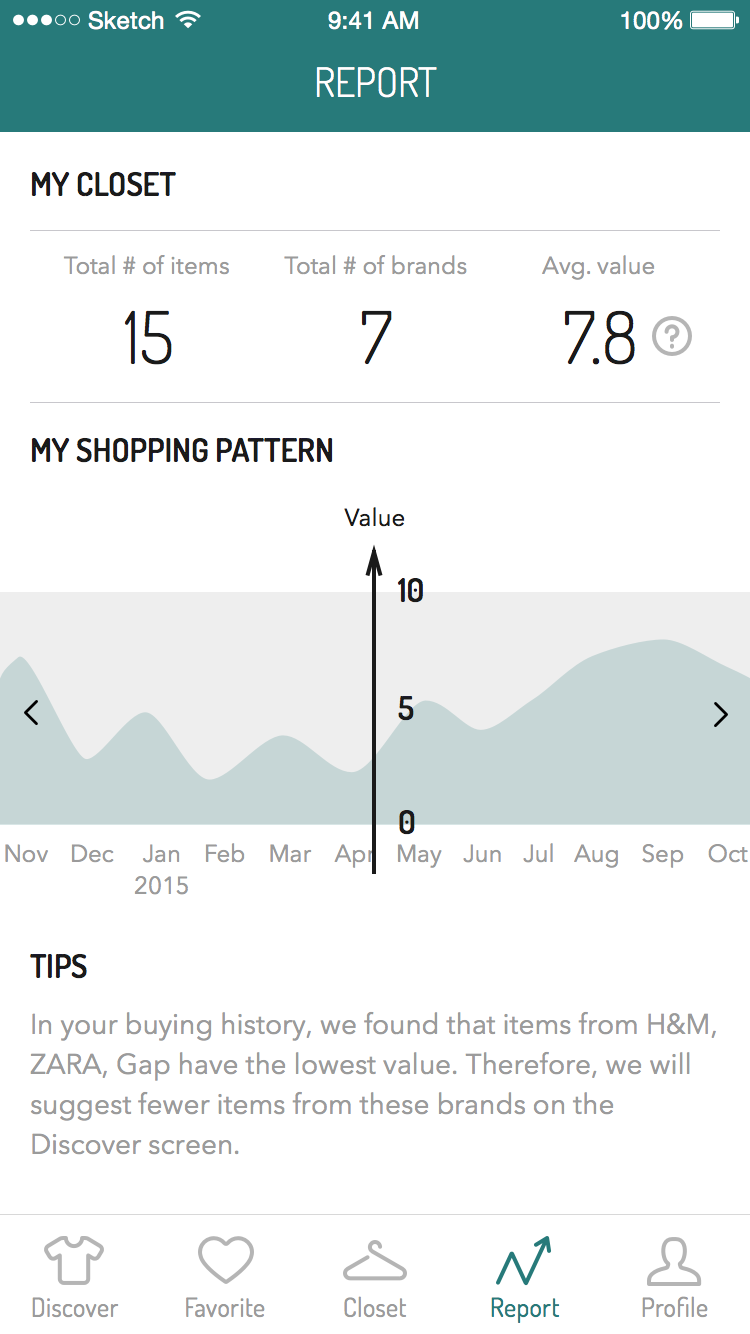 Sketch 9:41 AM 100%
REPORT
MY CLOSET
Total # of items Total # of brands Avg. value
15 7 7.8 ?
MY SHOPPING PATTERN
Value
10
5
0
Nov Dec Jan Feb Mar Apr May Jun Jul Aug Sep Oct
2015
TIPS
In your buying history, we found that items from H&M,
ZARA, Gap have the lowest value. Therefore, we will
suggest fewer items from these brands on the
Discover screen.
Discover Favorite Closet Report Profile